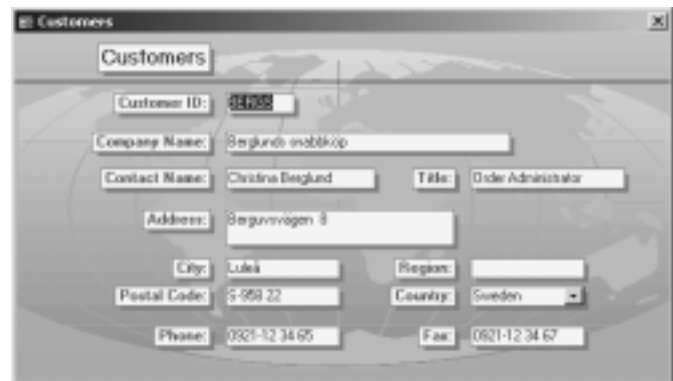 Customers
Customers
Customer ID: BERGS
Company Name: Berglunds snabbköp
Contact Name: Christina Berglund Title: Order Administrator
Address: Berguvsvägen 8
City: Luleå Region:
Postal Code: S-958 22 Country: Sweden
Phone: 0921-12 34 65 Fax: 0921-12 34 67